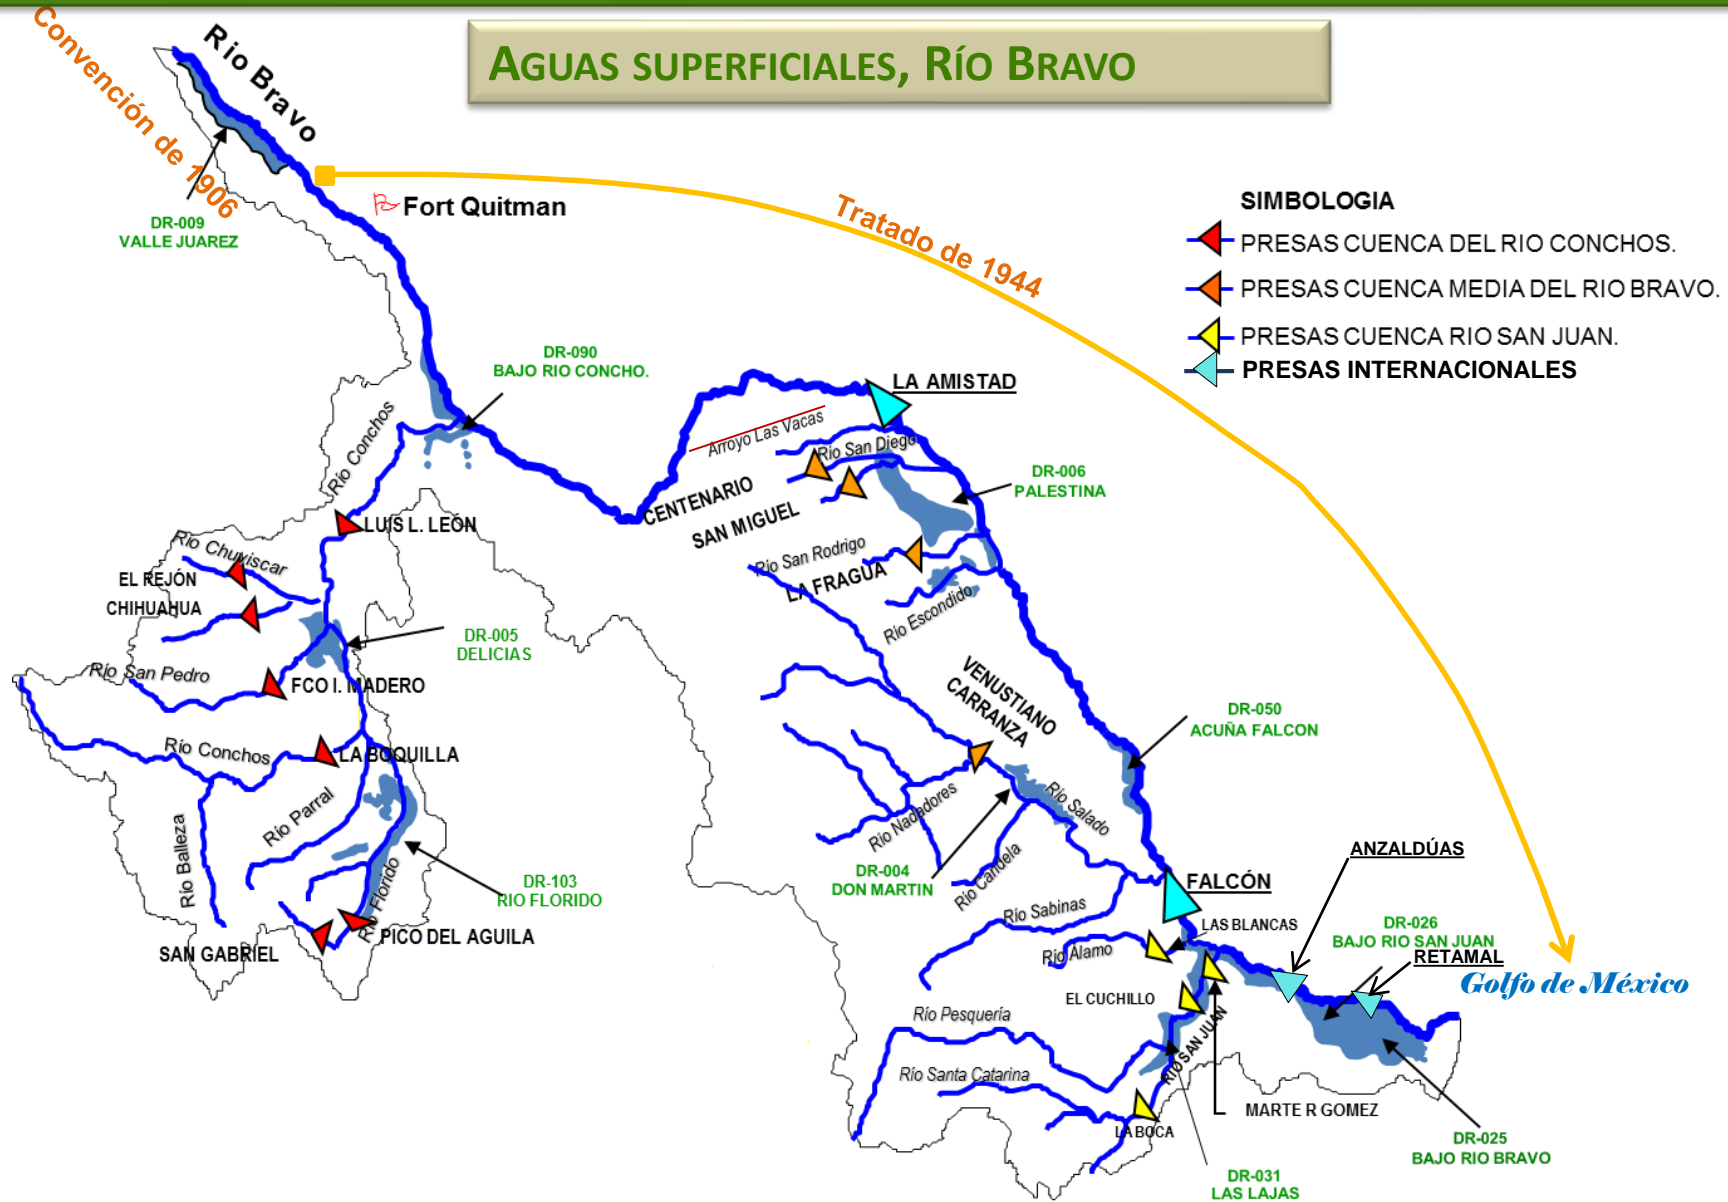 AGUAS SUPERFICIALES, RÍO BRAVO
Convención de 1906
Río Bravo
DR-009
VALLE JUAREZ
Fort Quitman
Tratado de 1944
SIMBOLOGIA
PRESAS CUENCA DEL RIO CONCHOS.
PRESAS CUENCA MEDIA DEL RIO BRAVO.
PRESAS CUENCA RIO SAN JUAN.
PRESAS INTERNACIONALES
DR-090
BAJO RIO CONCHO.
LA AMISTAD
Arroyo Las Vacas
Río San Diego
Río Conchos
CENTENARIO
SAN MIGUEL
DR-006
PALESTINA
LUIS L. LEÓN
Río Chuviscar
EL REJÓN
CHIHUAHUA
Río San Rodrigo
LA FRAGUA
Río Escondido
DR-005
DELICIAS
Río San Pedro
FCO I. MADERO
VENUSTIANO
CARRANZA
DR-050
ACUÑA FALCON
Río Conchos
LA BOQUILLA
Río Parral
Río Balleza
Río Nadadores
Río Salado
DR-004
DON MARTIN
Río Candela
DR-103
RIO FLORIDO
Río Florido
PICO DEL AGUILA
SAN GABRIEL
FALCÓN
ANZALDÚAS
Río Sabinas
LAS BLANCAS
DR-026
BAJO RIO SAN JUAN
RETAMAL
Río Alamo
EL CUCHILLO
Golfo de México
Río Pesquería
RIO SAN JUAN
Río Santa Catarina
MARTE R GOMEZ
LA BOCA
DR-025
BAJO RIO BRAVO
DR-031
LAS LAJAS